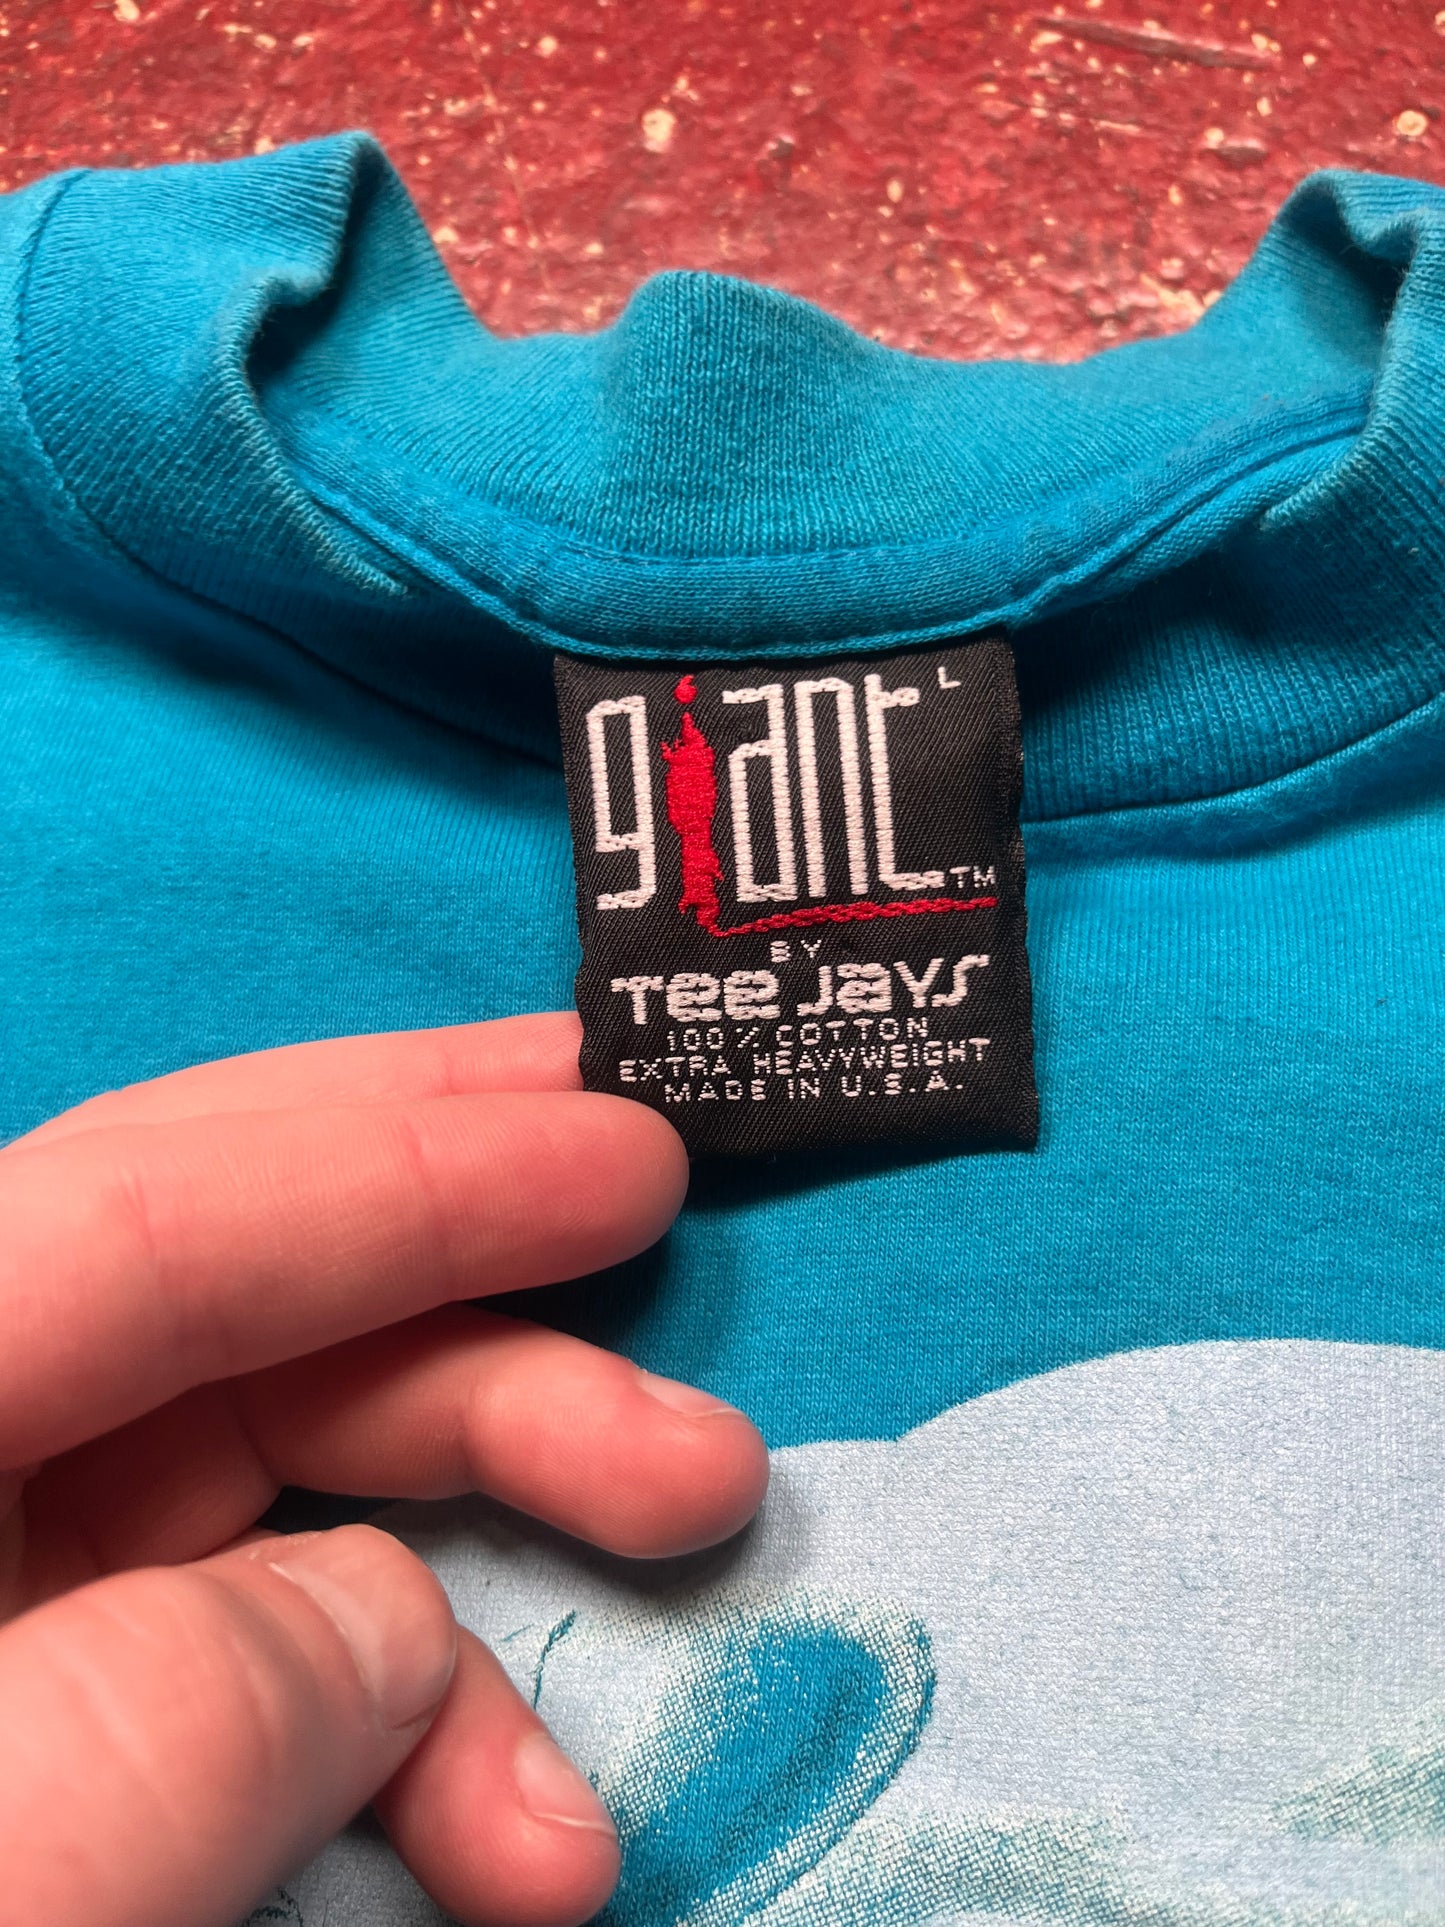 giant L
TM
BY
Tee Jays
100% COTTON
EXTRA HEAVYWEIGHT
MADE IN U.S.A.